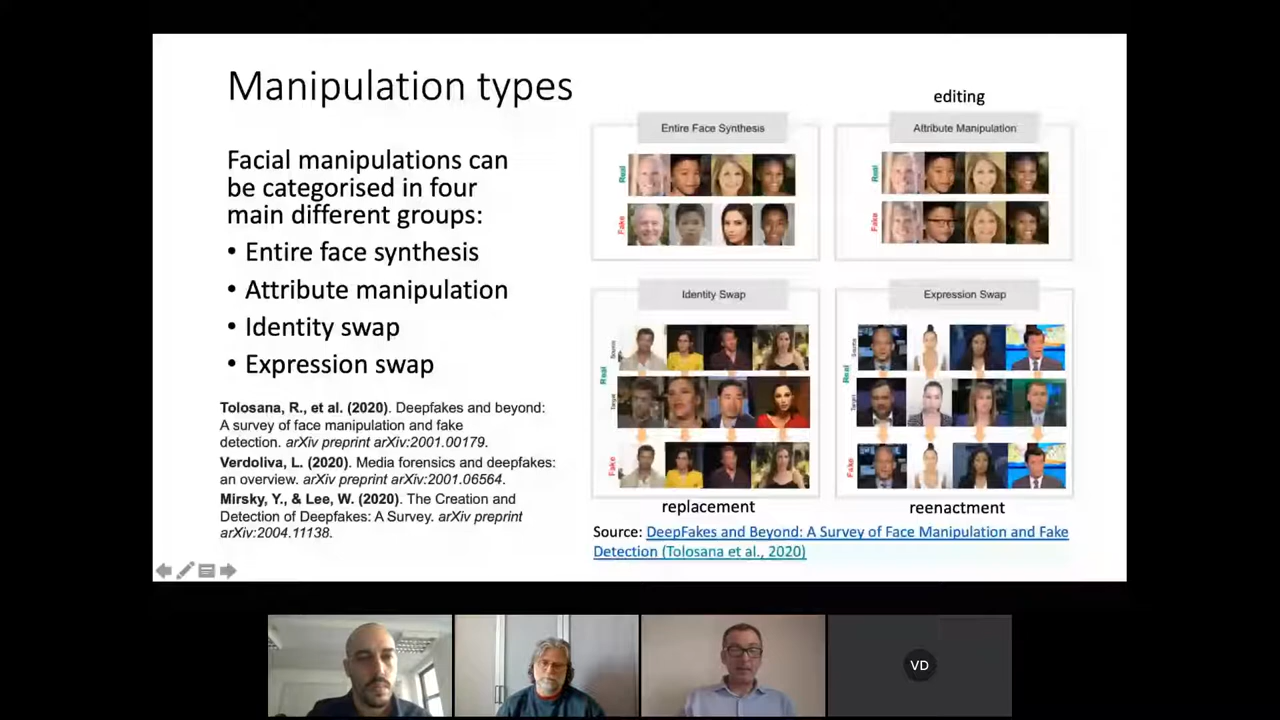 Manipulation types
Facial manipulations can
be categorised in four
main different groups:
• Entire face synthesis
• Attribute manipulation
• Identity swap
• Expression swap
Tolosana, R., et al. (2020). Deepfakes and beyond:
A survey of face manipulation and fake
detection. arXiv preprint arXiv:2001.00179.
Verdoliva, L. (2020). Media forensics and deepfakes:
an overview. arXiv preprint arXiv:2001.06564.
Mirsky, Y., & Lee, W. (2020). The Creation and
Detection of Deepfakes: A Survey. arXiv preprint
arXiv:2004.11138.
editing
Entire Face Synthesis
Real
Fake
Attribute Manipulation
Real
Fake
Identity Swap
Source
Real
Target
Fake
replacement
Expression Swap
Source
Real
Target
Fake
reenactment
Source: DeepFakes and Beyond: A Survey of Face Manipulation and Fake
Detection (Tolosana et al., 2020)
VD